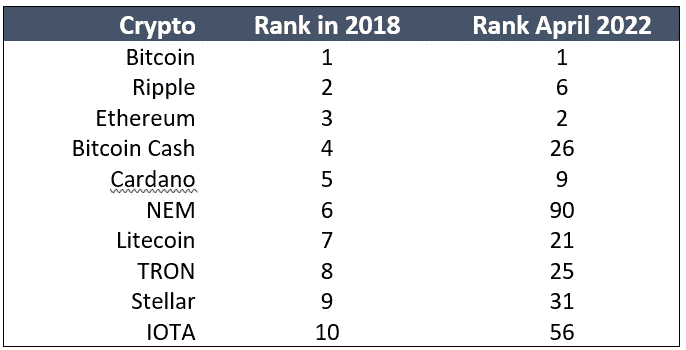 Crypto Rank in 2018 Rank April 2022
Bitcoin 1 1
Ripple 2 6
Ethereum 3 2
Bitcoin Cash 4 26
Cardano 5 9
NEM 6 90
Litecoin 7 21
TRON 8 25
Stellar 9 31
IOTA 10 56